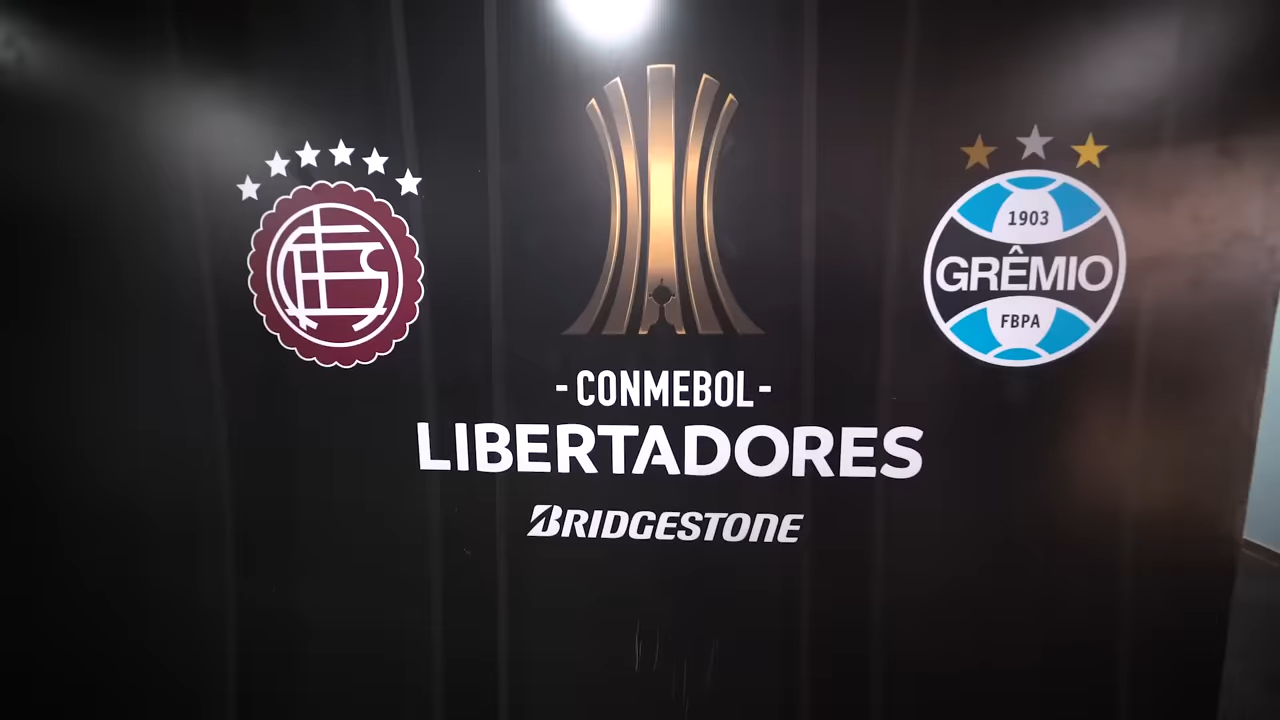 1903
GRÊMIO
FBPA
-CONMEBOL-
LIBERTADORES
BRIDGESTONE